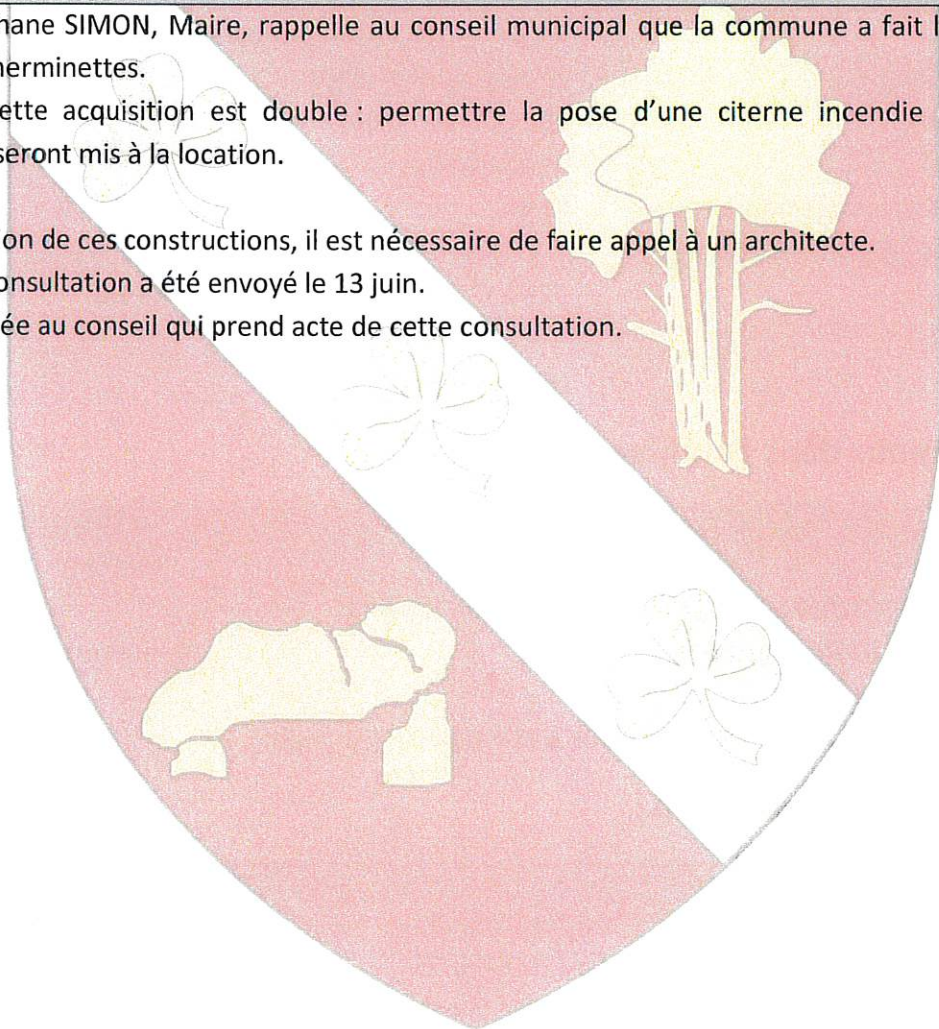 hane SIMON, Maire, rappelle au conseil municipal que la commune a fait l
herminettes.
ette acquisition est double : permettre la pose d'une citerne incendie
seront mis à la location.
on de ces constructions, il est nécessaire de faire appel à un architecte.
onsultation a été envoyé le 13 juin.
ée au conseil qui prend acte de cette consultation.